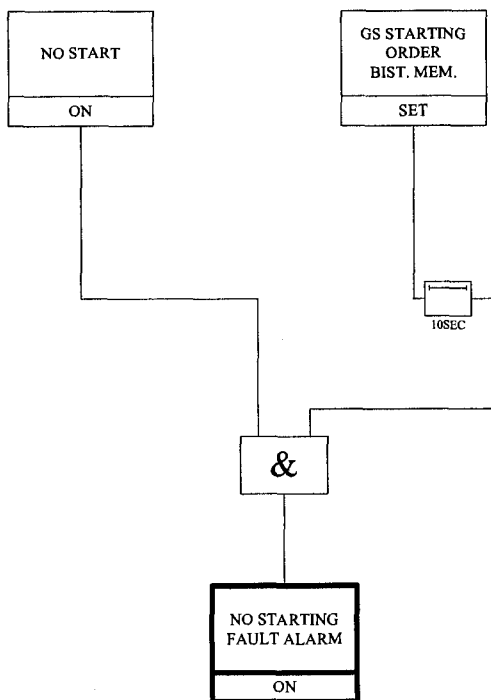 NO START
ON
GS STARTING
ORDER
BIST. MEM.
SET
10SEC
&
NO STARTING
FAULT ALARM
ON